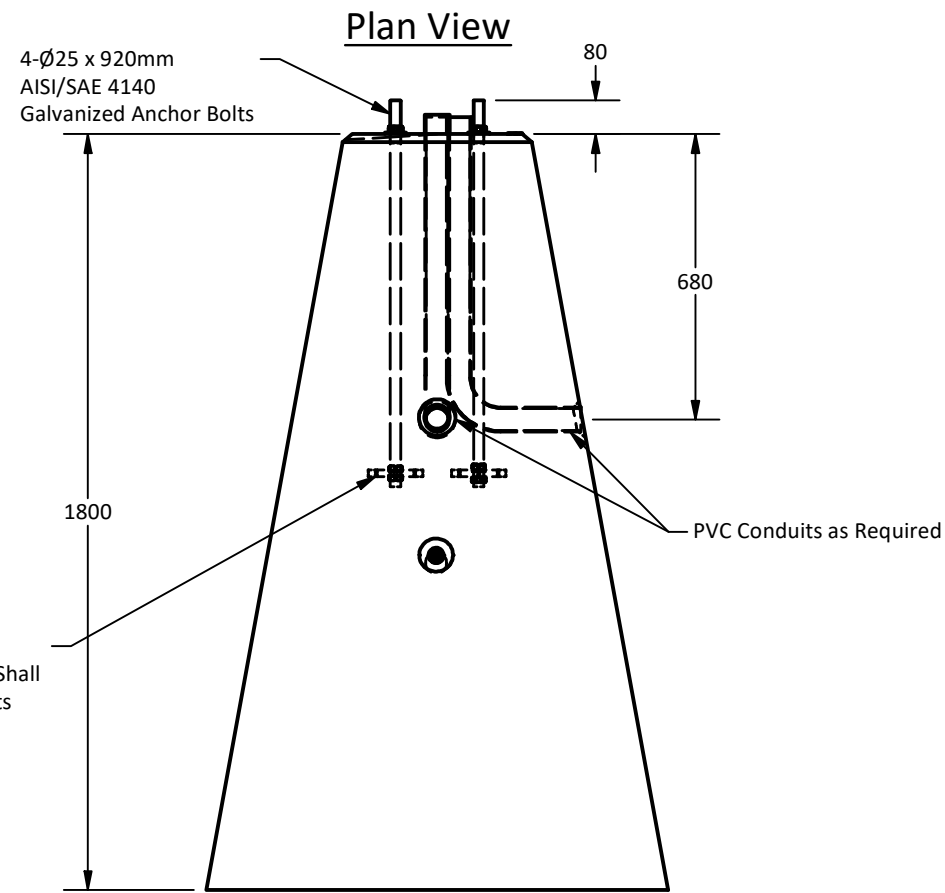 Plan View
4-Ø25 x 920mm
AISI/SAE 4140
Galvanized Anchor Bolts
80
680
1800
PVC Conduits as Required
Shall